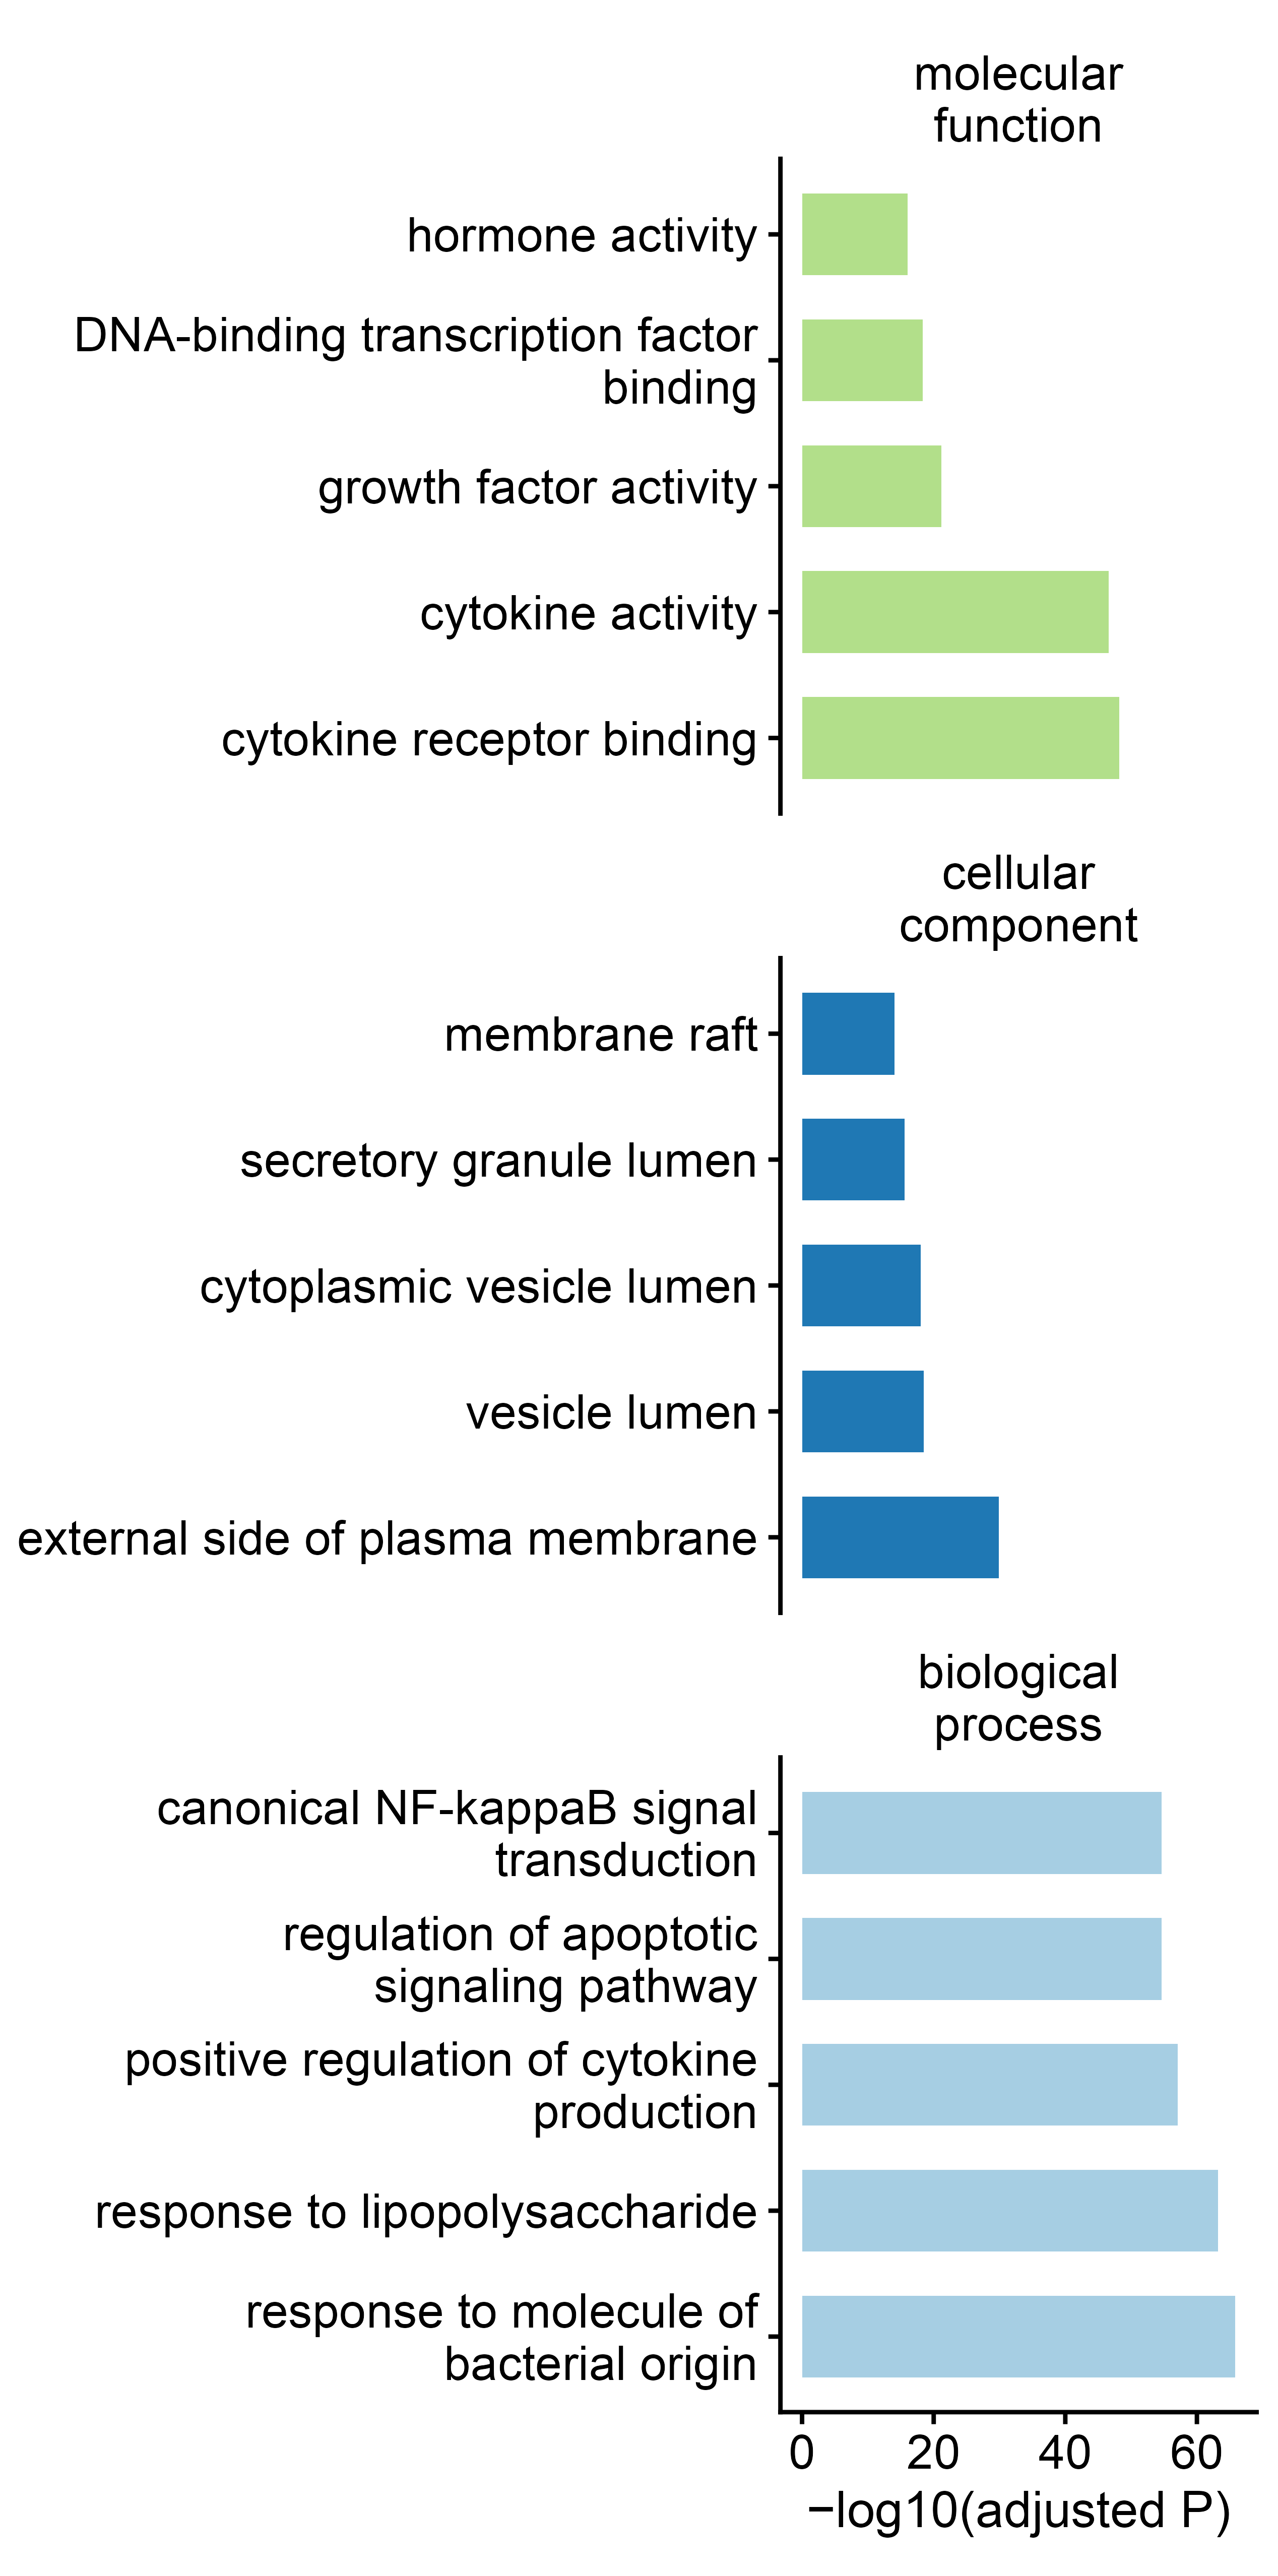 molecular
function
hormone activity
DNA-binding transcription factor
binding
growth factor activity
cytokine activity
cytokine receptor binding
cellular
component
membrane raft
secretory granule lumen
cytoplasmic vesicle lumen
vesicle lumen
external side of plasma membrane
biological
process
canonical NF-kappaB signal
transduction
regulation of apoptotic
signaling pathway
positive regulation of cytokine
production
response to lipopolysaccharide
response to molecule of
bacterial origin
0 20 40 60
−log10(adjusted P)